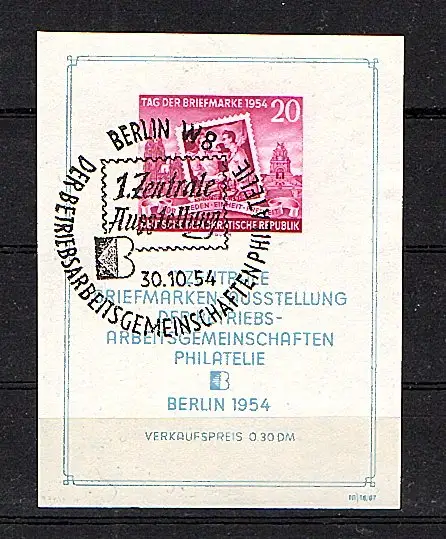 TAG DER BRIEFMARKE 1954 20
EINHEIT
DEUTSCHE DEMOKRATISCHE REPUBLIK
BERLIN W8
1. Zentrale
Ausstellung
DER BETRIEBSARBEITSGEMEINSCHAFTEN PHILATELIE
B
30.10.54
ZENTRALE
BRIEFMARKEN-AUSSTELLUNG
DER BETRIEBS-
ARBEITSGEMEINSCHAFTEN
PHILATELIE
B
BERLIN 1954
VERKAUFSPREIS 0.30 DM